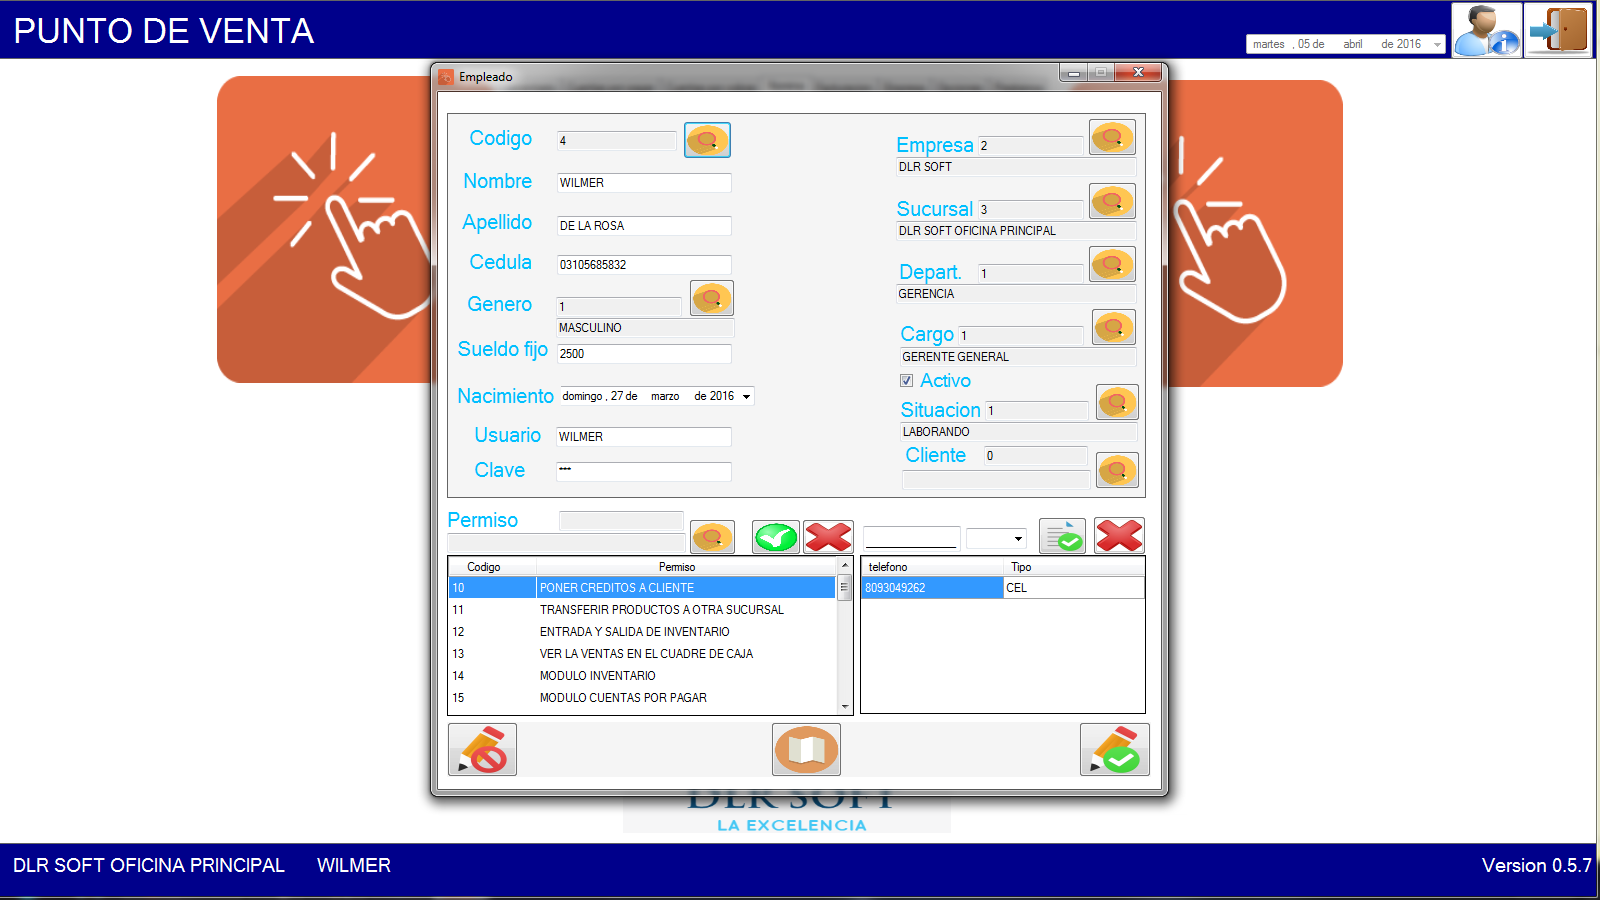 PUNTO DE VENTA
martes , 05 de abril de 2016
Empleado
Codigo 4
Nombre WILMER
Apellido DE LA ROSA
Cedula 03105685832
Genero 1
MASCULINO
Sueldo fijo 2500
Nacimiento domingo , 27 de marzo de 2016
Usuario WILMER
Clave ***
Empresa 2
DLR SOFT
Sucursal 3
DLR SOFT OFICINA PRINCIPAL
Depart. 1
GERENCIA
Cargo 1
GERENTE GENERAL
Activo
Situacion 1
LABORANDO
Cliente 0
Permiso
Codigo Permiso
10 PONER CREDITOS A CLIENTE
11 TRANSFERIR PRODUCTOS A OTRA SUCURSAL
12 ENTRADA Y SALIDA DE INVENTARIO
13 VER LA VENTAS EN EL CUADRE DE CAJA
14 MODULO INVENTARIO
15 MODULO CUENTAS POR PAGAR
telefono Tipo
8093049262 CEL
DLR SOFT
LA EXCELENCIA
DLR SOFT OFICINA PRINCIPAL WILMER
Version 0.5.7